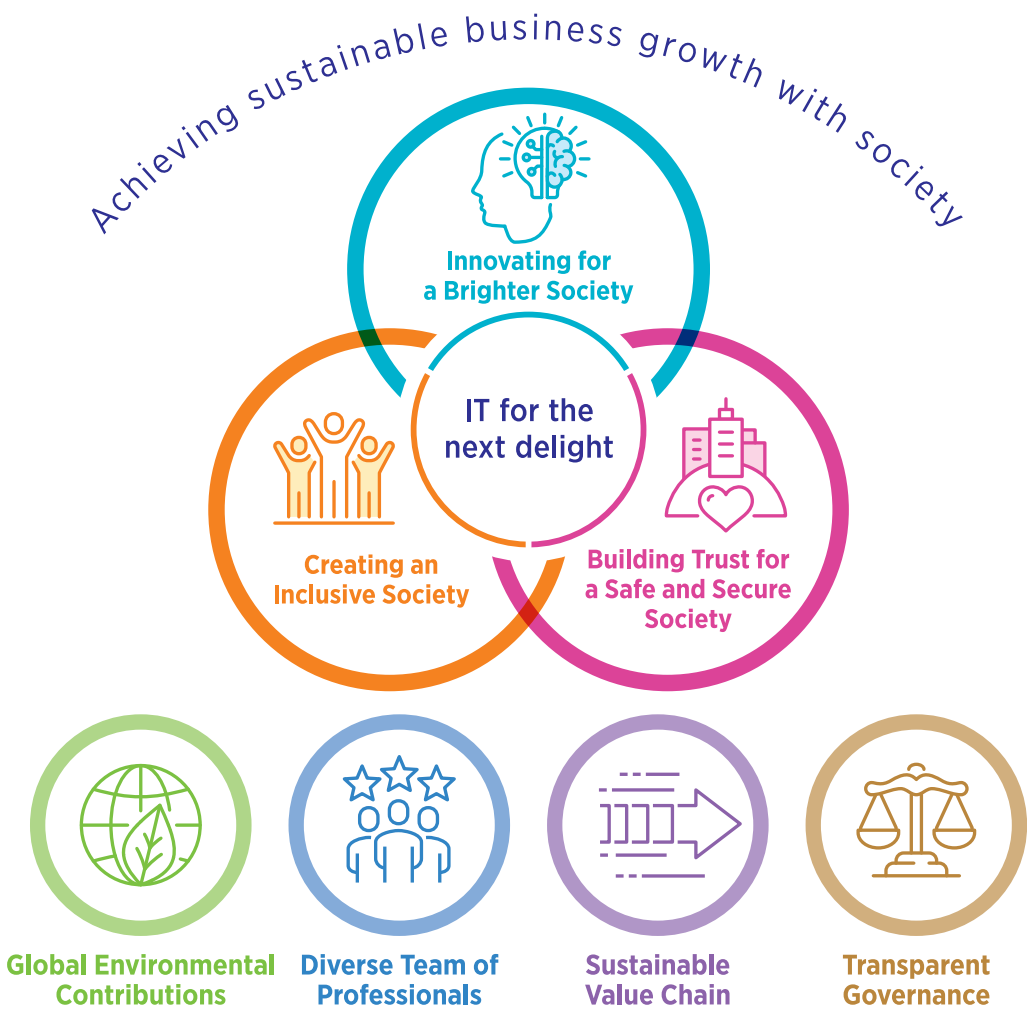 Achieving sustainable business growth with society
Innovating for
a Brighter Society
IT for the
next delight
Creating an
Inclusive Society
Building Trust for
a Safe and Secure
Society
Global Environmental
Contributions
Diverse Team of
Professionals
Sustainable
Value Chain
Transparent
Governance